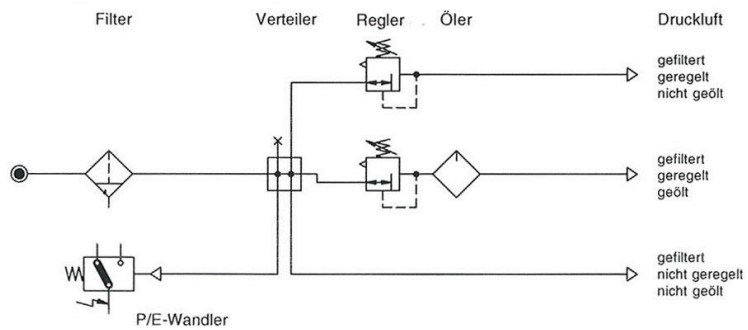 Filter
Verteiler
Regler
Öler
Druckluft
gefiltert
geregelt
nicht geölt
gefiltert
geregelt
geölt
gefiltert
nicht geregelt
nicht geölt
P/E-Wandler